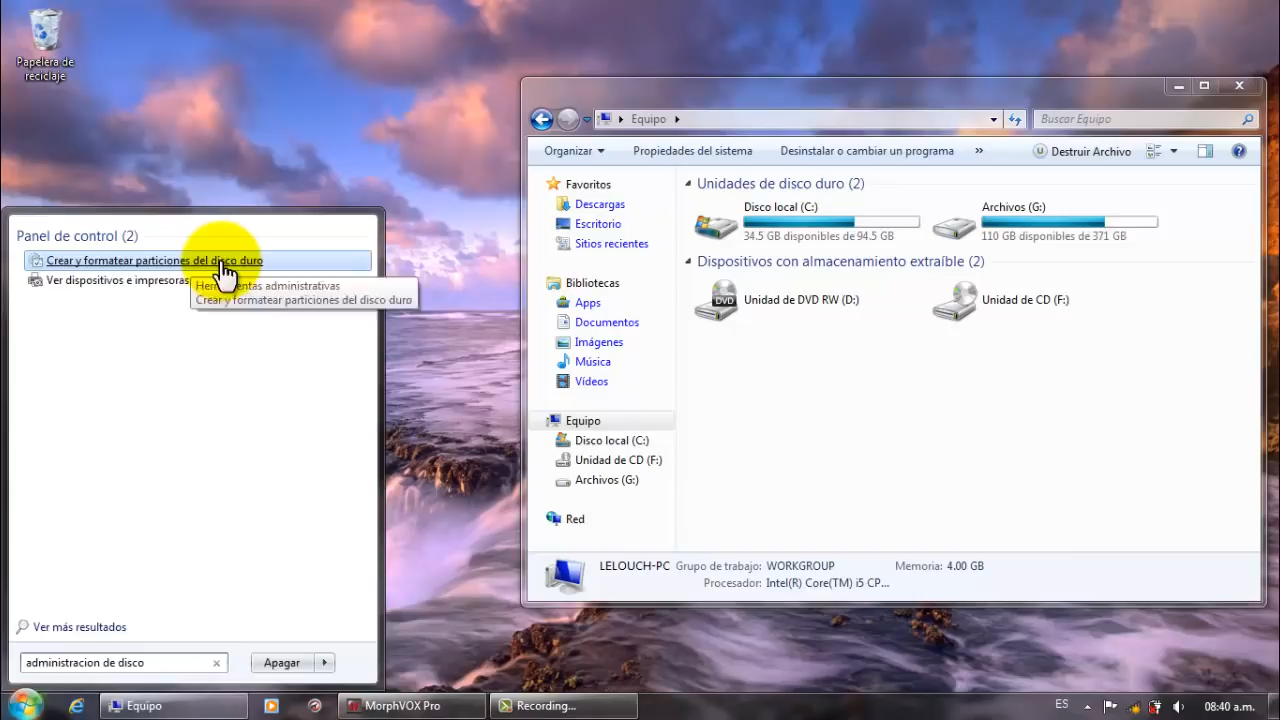 Papelera de
reciclaje
Panel de control (2)
Crear y formatear particiones del disco duro
Ver dispositivos e impresoras
Herramientas administrativas
Crear y formatear particiones del disco duro
Ver más resultados
administracion de disco
Apagar
Equipo
Buscar Equipo
Organizar
Propiedades del sistema
Desinstalar o cambiar un programa
»
Destruir Archivo
Favoritos
Descargas
Escritorio
Sitios recientes
Bibliotecas
Apps
Documentos
Imágenes
Música
Vídeos
Equipo
Disco local (C:)
Unidad de CD (F:)
Archivos (G:)
Red
Unidades de disco duro (2)
Disco local (C:)
34.5 GB disponibles de 94.5 GB
Archivos (G:)
110 GB disponibles de 371 GB
Dispositivos con almacenamiento extraíble (2)
DVD
Unidad de DVD RW (D:)
Unidad de CD (F:)
LELOUCH-PC Grupo de trabajo: WORKGROUP Memoria: 4.00 GB
Procesador: Intel(R) Core(TM) i5 CP...
Equipo
MorphVOX Pro
Recording...
ES
08:40 a.m.